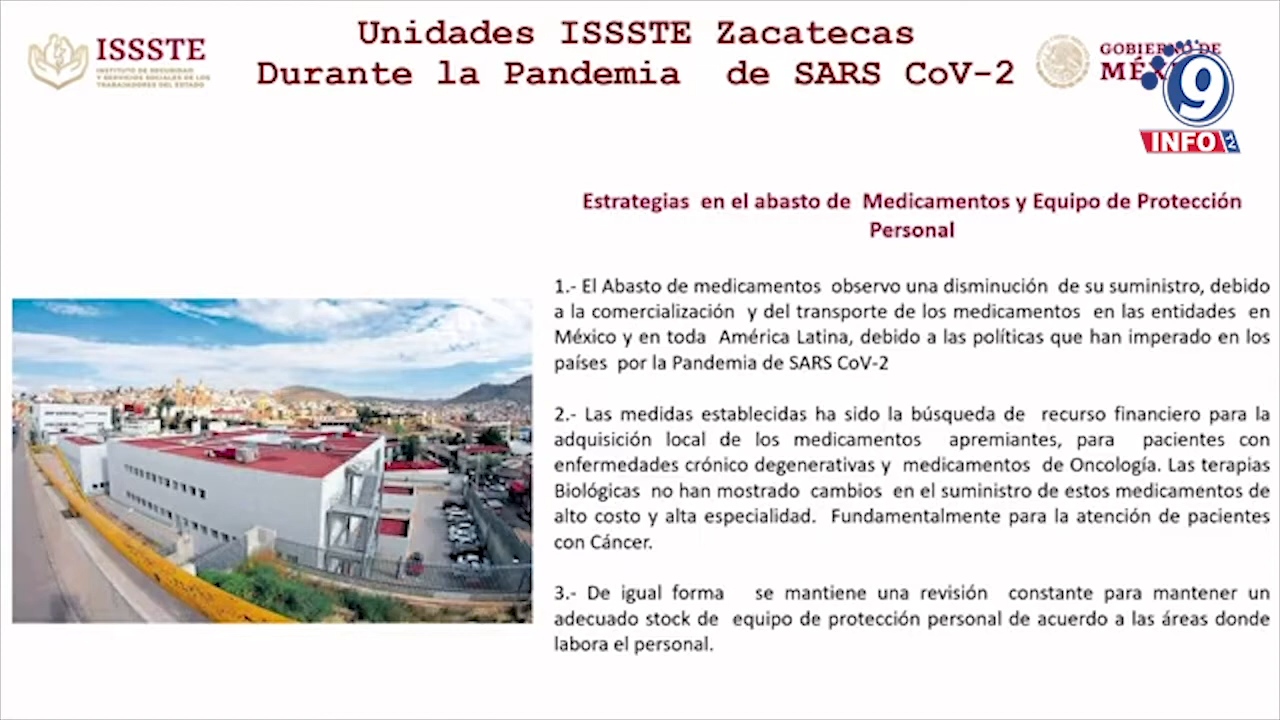 Unidades ISSSTE Zacatecas
Durante la Pandemia de SARS CoV-2
ISSSTE
INSTITUTO DE SEGURIDAD
Y SERVICIOS SOCIALES DE LOS
TRABAJADORES DEL ESTADO
GOBIERNO DE
MÉX
9
INFO
TV
Estrategias en el abasto de Medicamentos y Equipo de Protección
Personal
1.- El Abasto de medicamentos observo una disminución de su suministro, debido
a la comercialización y del transporte de los medicamentos en las entidades en
México y en toda América Latina, debido a las políticas que han imperado en los
países por la Pandemia de SARS CoV-2
2.- Las medidas establecidas ha sido la búsqueda de recurso financiero para la
adquisición local de los medicamentos apremiantes, para pacientes con
enfermedades crónico degenerativas y medicamentos de Oncología. Las terapias
Biológicas no han mostrado cambios en el suministro de estos medicamentos de
alto costo y alta especialidad. Fundamentalmente para la atención de pacientes
con Cáncer.
3.- De igual forma se mantiene una revisión constante para mantener un
adecuado stock de equipo de protección personal de acuerdo a las áreas donde
labora el personal.